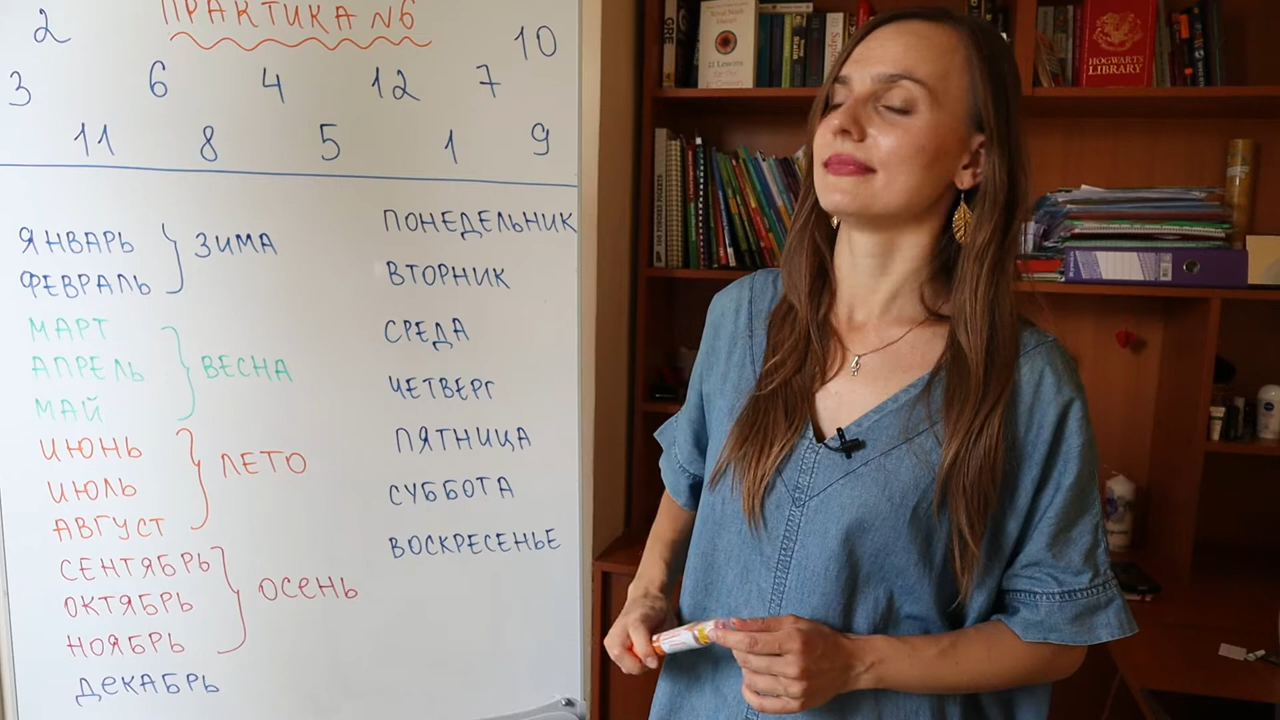 ПРАКТИКА №6
2 10
3 6 4 12 7
11 8 5 1 9
ЯНВАРЬ
ФЕВРАЛЬ
ЗИМА
МАРТ
АПРЕЛЬ
МАЙ
ВЕСНА
ИЮНЬ
ИЮЛЬ
АВГУСТ
ЛЕТО
СЕНТЯБРЬ
ОКТЯБРЬ
НОЯБРЬ
ОСЕНЬ
ДЕКАБРЬ
ПОНЕДЕЛЬНИК
ВТОРНИК
СРЕДА
ЧЕТВЕРГ
ПЯТНИЦА
СУББОТА
ВОСКРЕСЕНЬЕ
GRE
HOGWARTS
LIBRARY